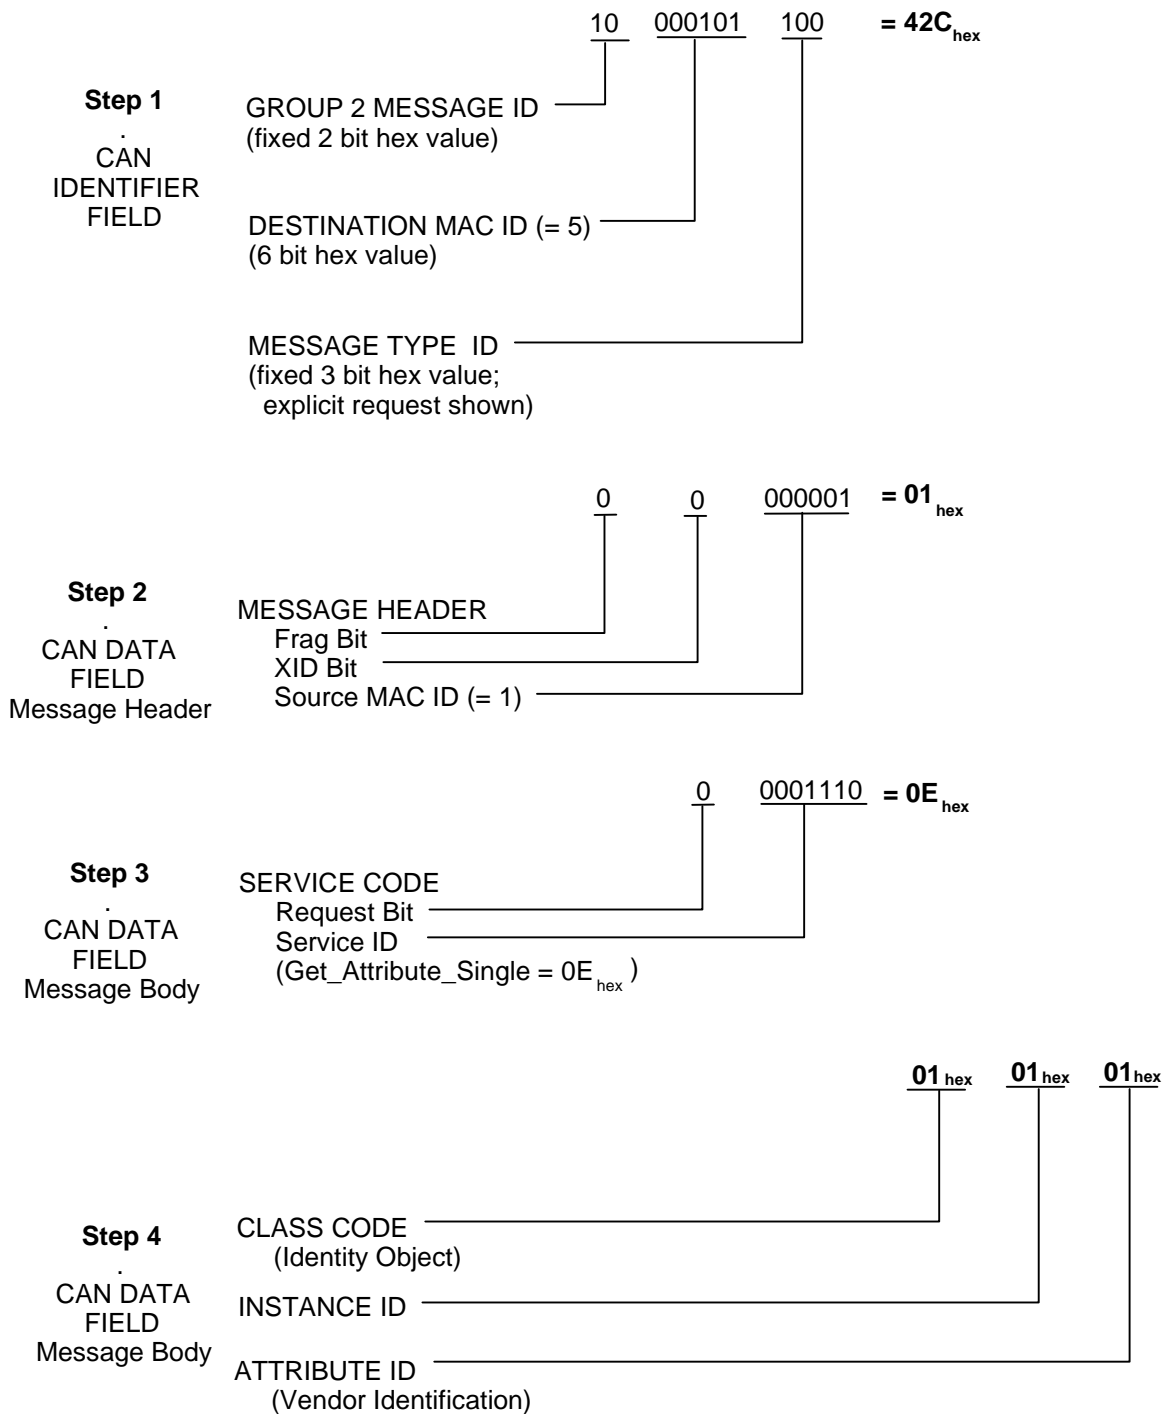 10 000101 100 = 42Chex
Step 1
.
CAN
IDENTIFIER
FIELD
GROUP 2 MESSAGE ID
(fixed 2 bit hex value)
DESTINATION MAC ID (= 5)
(6 bit hex value)
MESSAGE TYPE ID
(fixed 3 bit hex value;
explicit request shown)
0 0 000001 = 01hex
Step 2
.
CAN DATA
FIELD
Message Header
MESSAGE HEADER
Frag Bit
XID Bit
Source MAC ID (= 1)
0 0001110 = 0Ehex
Step 3
.
CAN DATA
FIELD
Message Body
SERVICE CODE
Request Bit
Service ID
(Get_Attribute_Single = 0Ehex)
01hex 01hex 01hex
Step 4
.
CAN DATA
FIELD
Message Body
CLASS CODE
(Identity Object)
INSTANCE ID
ATTRIBUTE ID
(Vendor Identification)